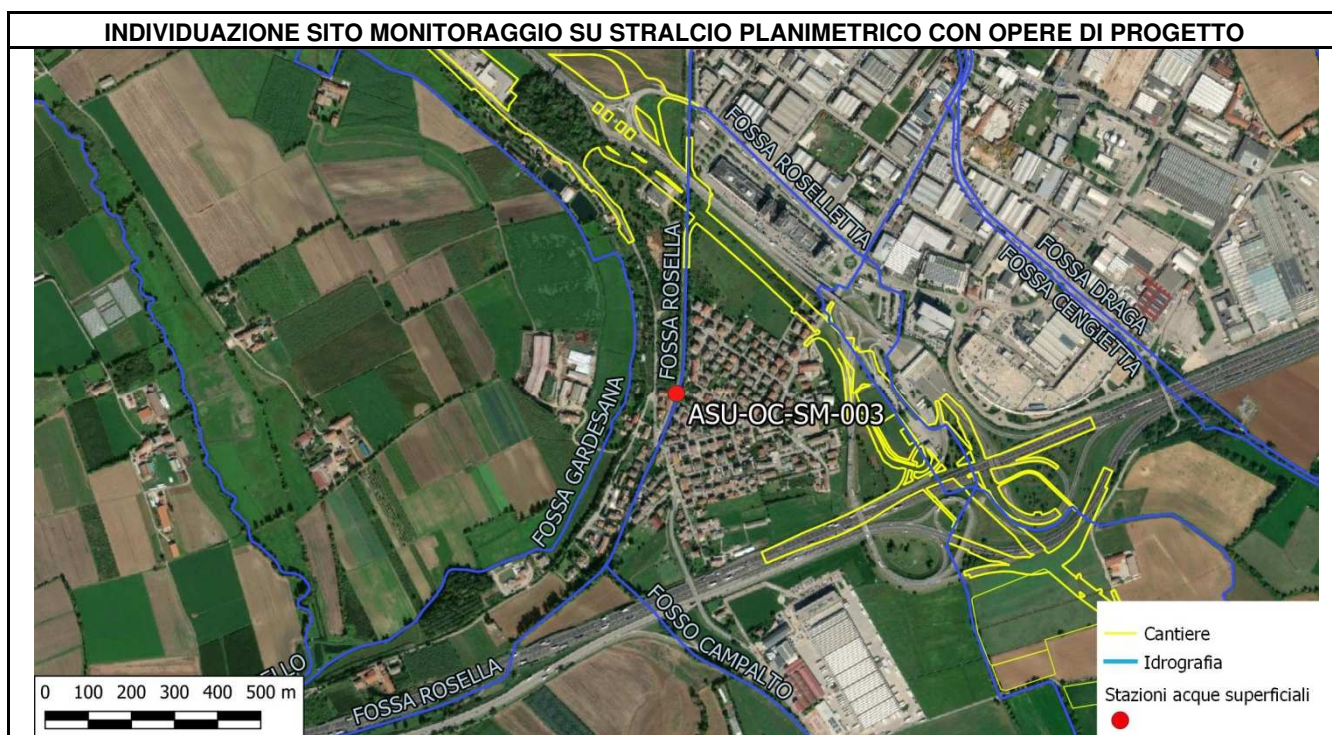 INDIVIDUAZIONE SITO MONITORAGGIO SU STRALCIO PLANIMETRICO CON OPERE DI PROGETTO
FOSSA ROSELLETTA
FOSSA ROSELLA
FOSSA DRAGA
FOSSA CENGIETTA
ASU-OC-SM-003
FOSSA GARDESANA
FOSSO CAMPALTO
ELLO
FOSSA ROSELLA
0 100 200 300 400 500 m
Cantiere
Idrografia
Stazioni acque superficiali